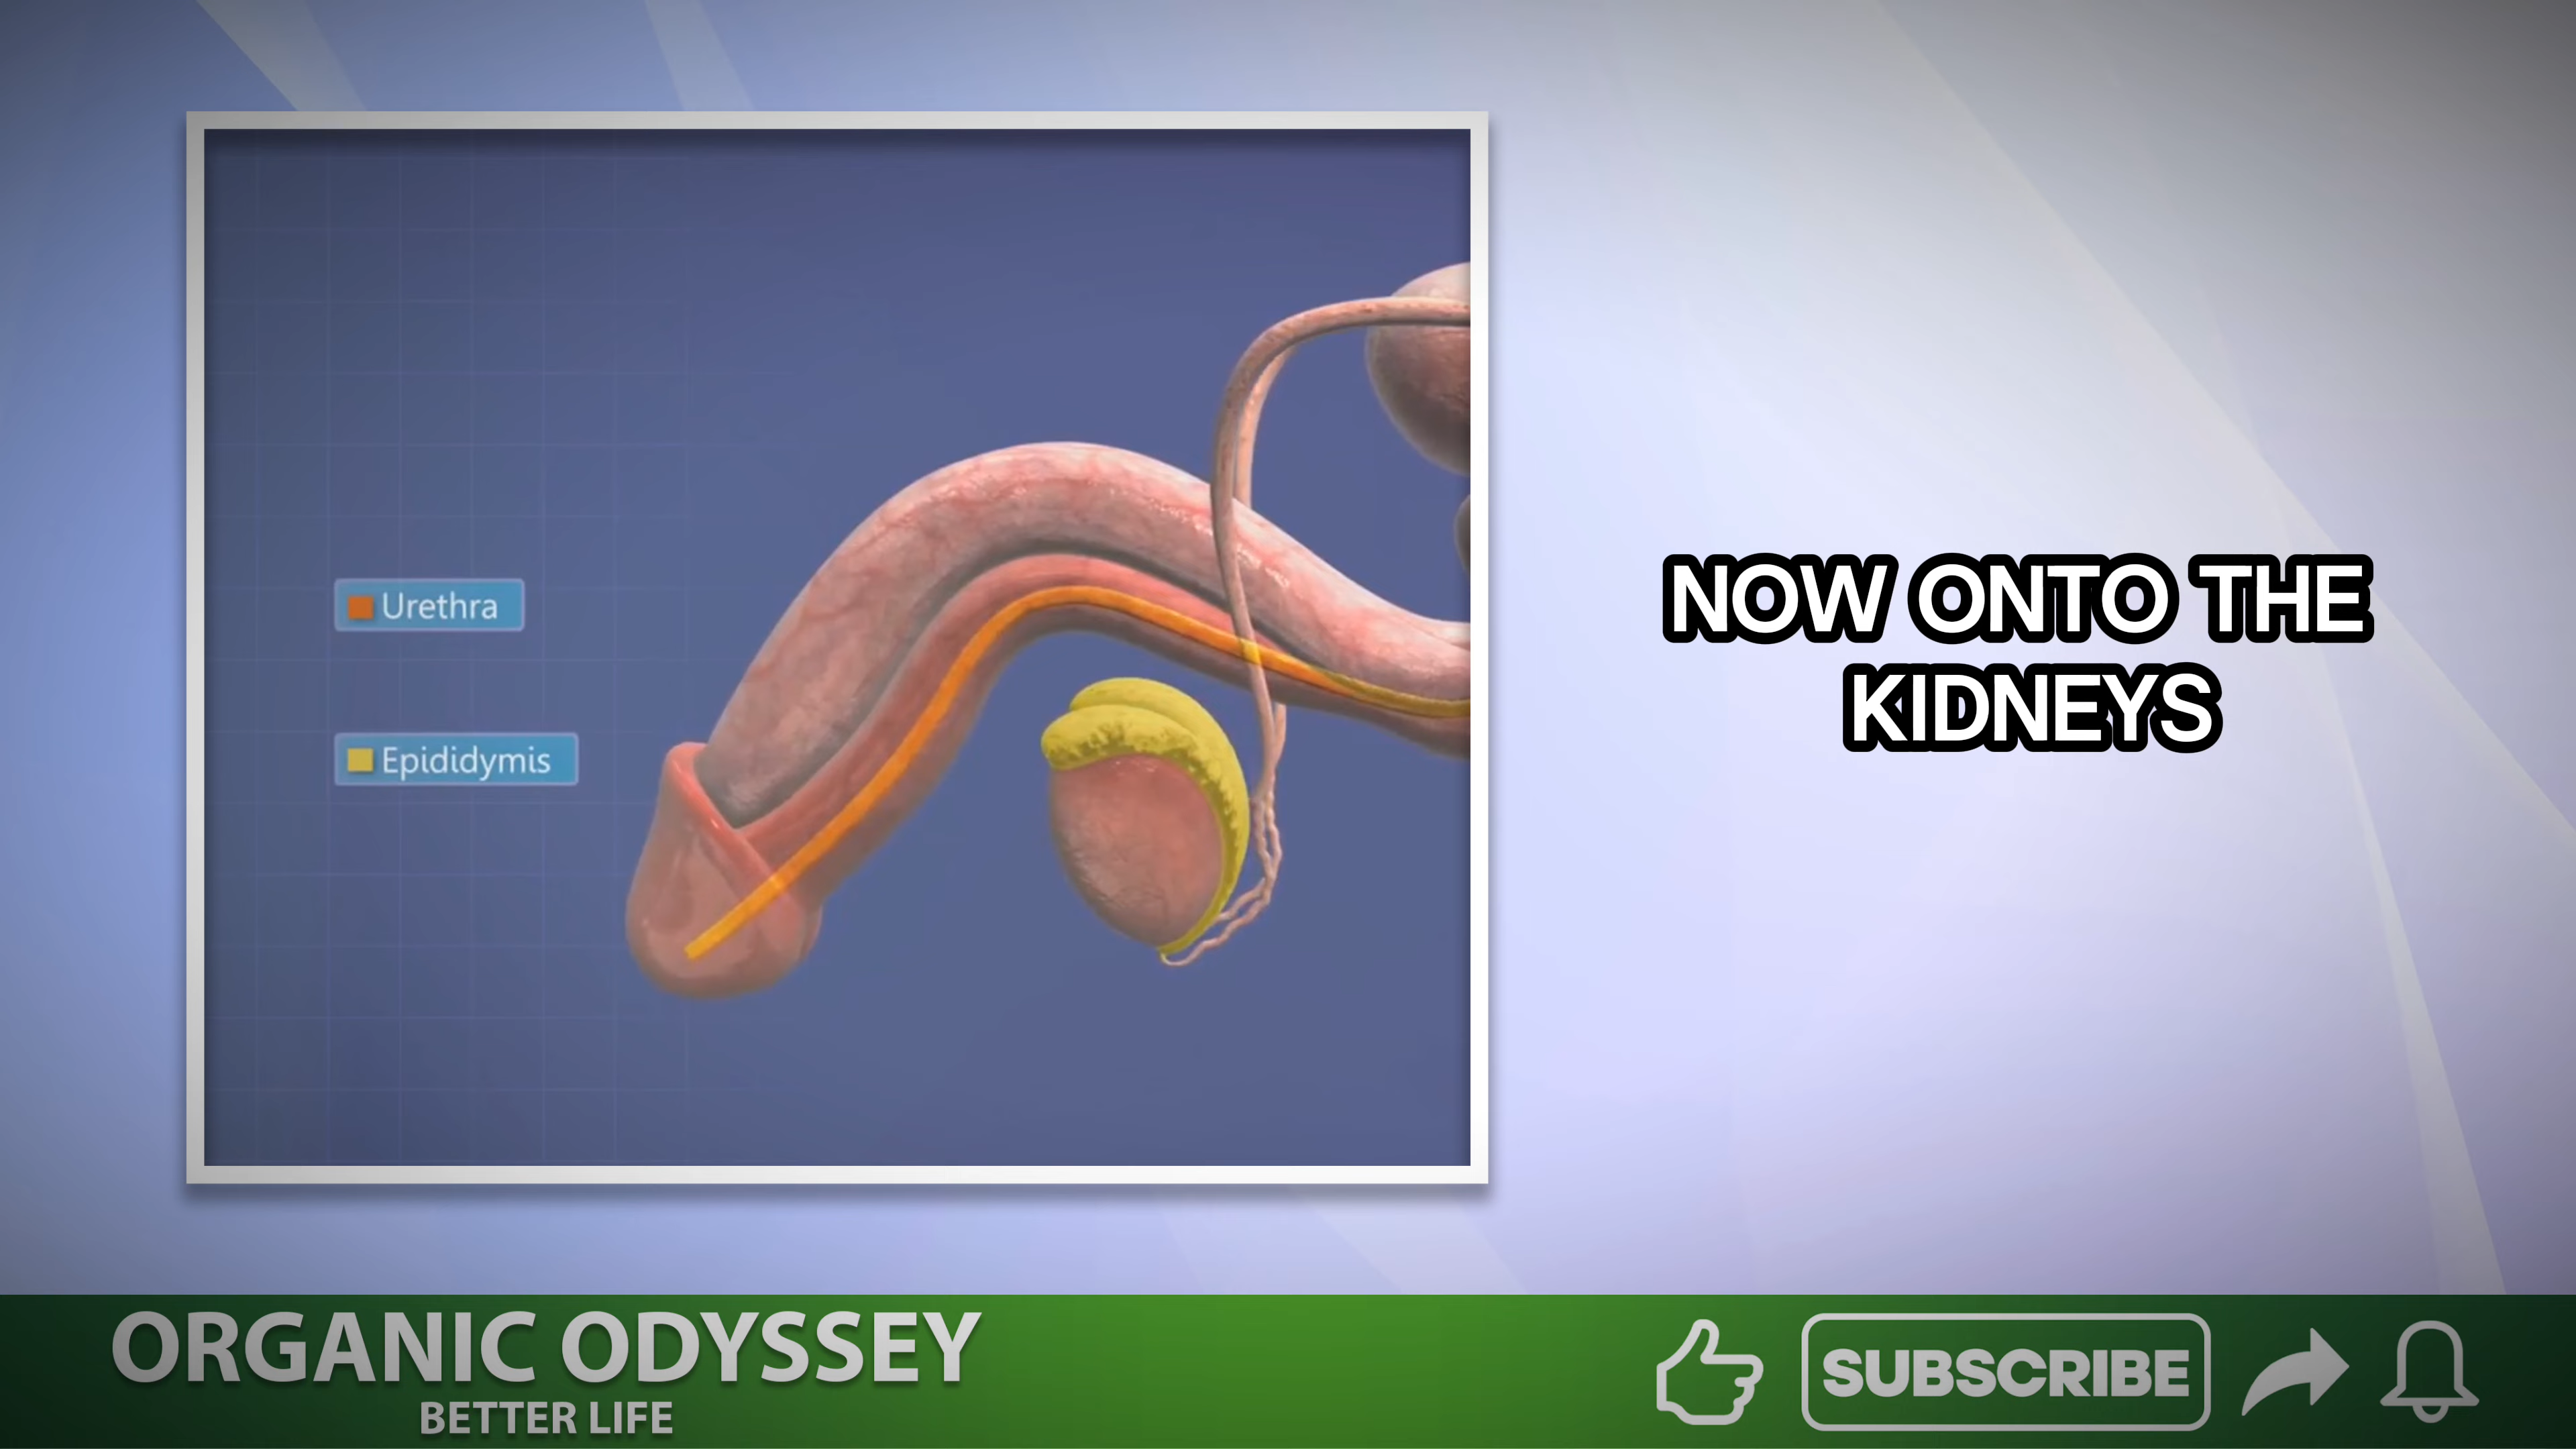 Urethra
Epididymis
NOW ONTO THE
KIDNEYS
ORGANIC ODYSSEY
BETTER LIFE
SUBSCRIBE